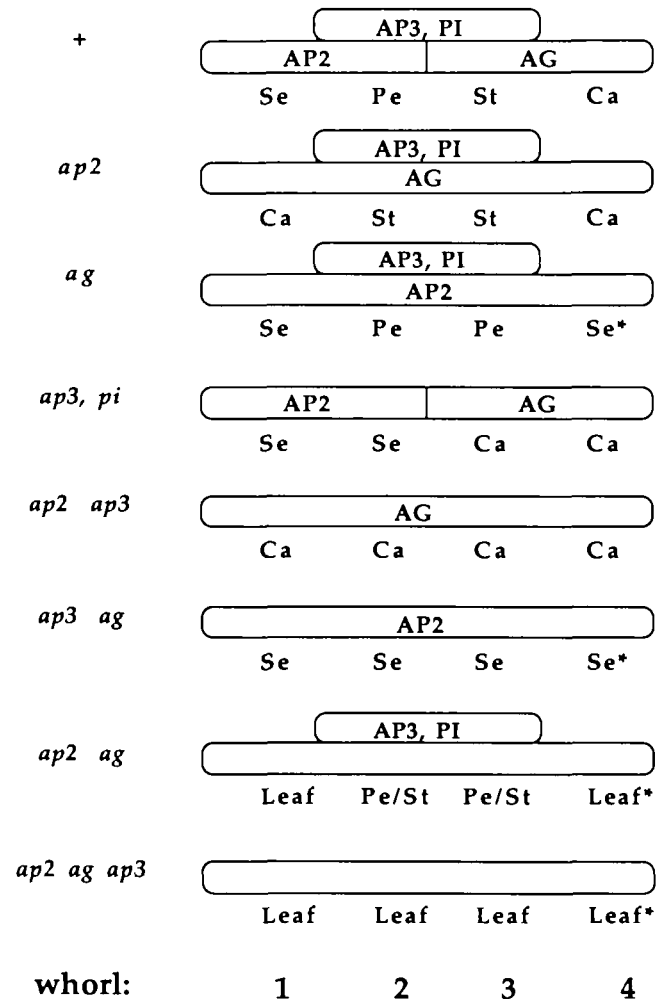 AP3, PI
+ AP2 AG
Se Pe St Ca
AP3, PI
ap2 AG
Ca St St Ca
AP3, PI
ag AP2
Se Pe Pe Se*
ap3, pi AP2 AG
Se Se Ca Ca
ap2 ap3 AG
Ca Ca Ca Ca
ap3 ag AP2
Se Se Se Se*
AP3, PI
ap2 ag
Leaf Pe/St Pe/St Leaf*
ap2 ag ap3
Leaf Leaf Leaf Leaf*
whorl: 1 2 3 4